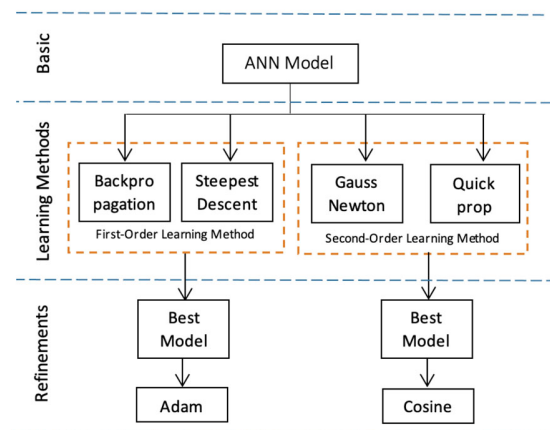 Basic
ANN Model
Learning Methods
Backpro
pagation
Steepest
Descent
First-Order Learning Method
Gauss
Newton
Quick
prop
Second-Order Learning Method
Refinements
Best
Model
Best
Model
Adam
Cosine